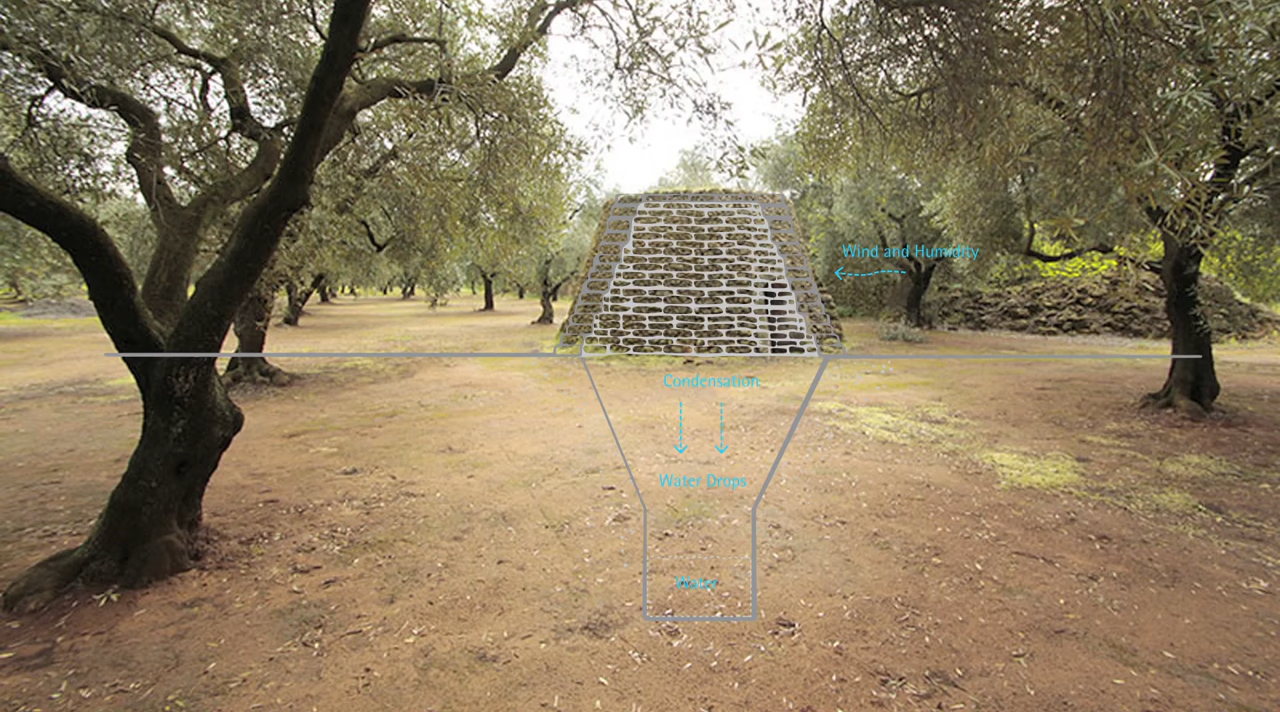 Wind and Humidity
Condensation
Water Drops
Water